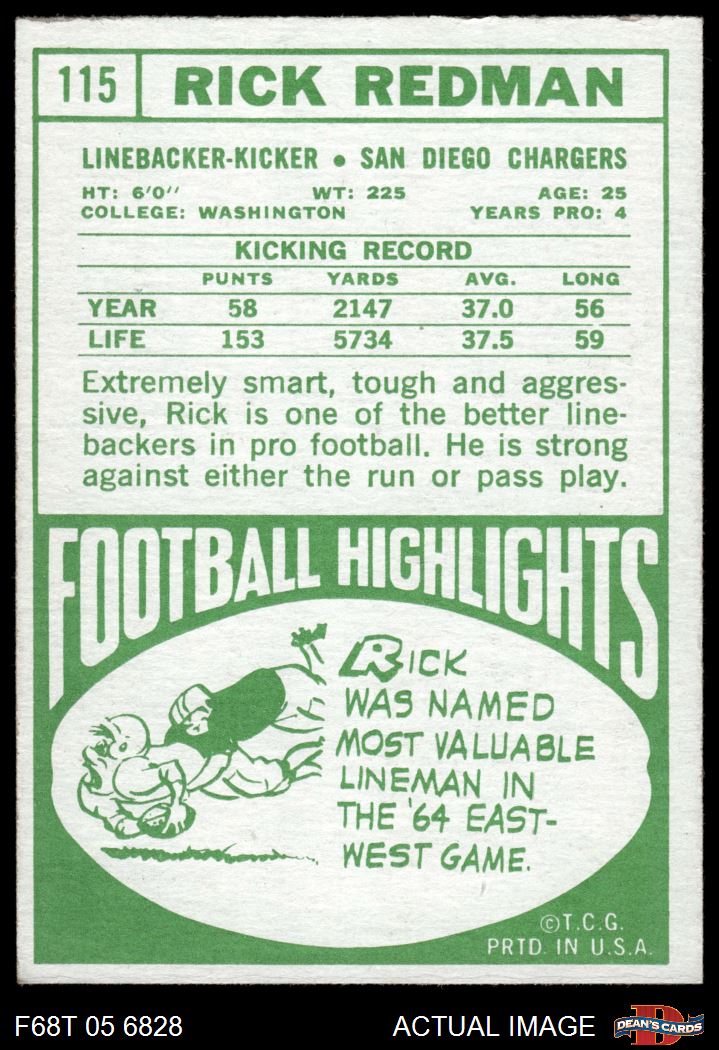 115
RICK REDMAN
LINEBACKER-KICKER • SAN DIEGO CHARGERS
HT: 6'0'' WT: 225 AGE: 25
COLLEGE: WASHINGTON YEARS PRO: 4
KICKING RECORD
PUNTS YARDS AVG. LONG
YEAR 58 2147 37.0 56
LIFE 153 5734 37.5 59
Extremely smart, tough and aggres-
sive, Rick is one of the better line-
backers in pro football. He is strong
against either the run or pass play.
FOOTBALL HIGHLIGHTS
RICK
WAS NAMED
MOST VALUABLE
LINEMAN IN
THE '64 EAST-
WEST GAME.
©T.C.G.
PRTD. IN U.S.A.
F68T 05 6828 ACTUAL IMAGE
D
DEAN'S CARDS